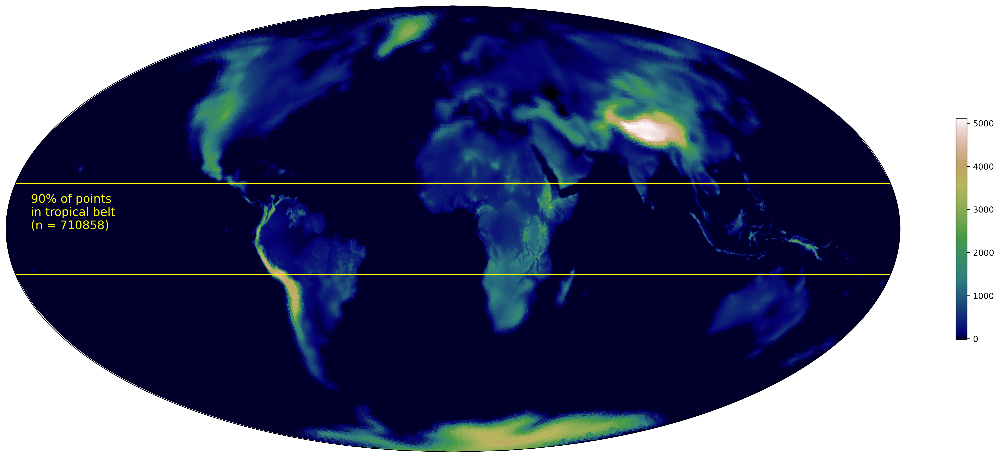 90% of points
in tropical belt
(n = 710858)
5000
4000
3000
2000
1000
0